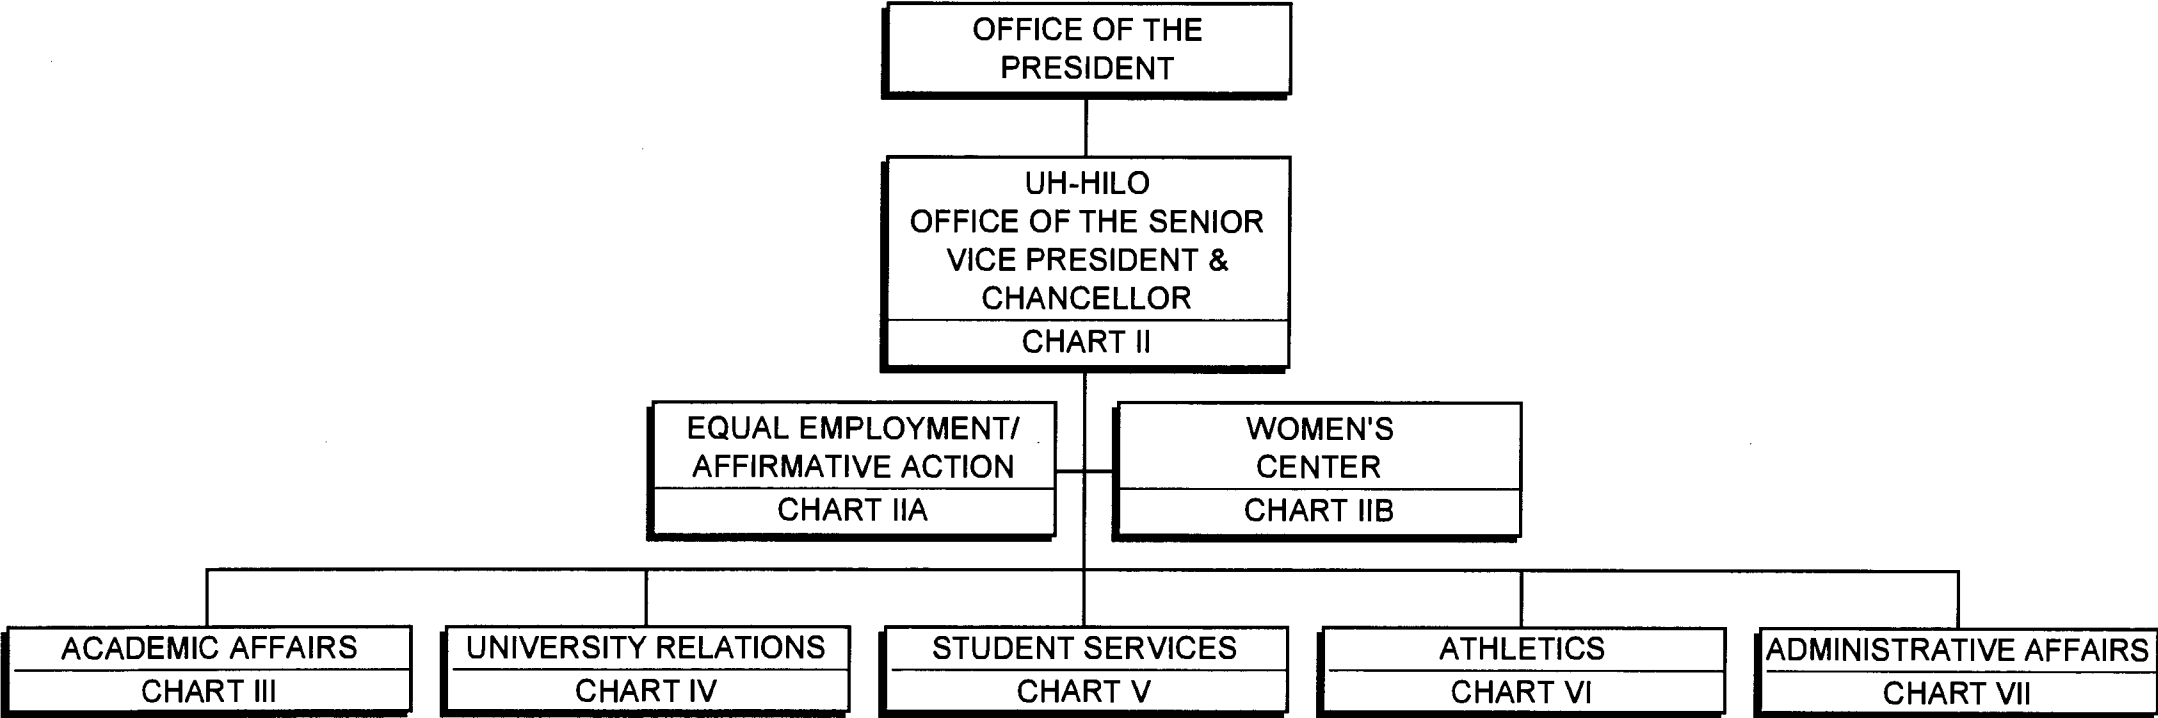 OFFICE OF THE
PRESIDENT
UH-HILO
OFFICE OF THE SENIOR
VICE PRESIDENT &
CHANCELLOR
CHART II
EQUAL EMPLOYMENT/
AFFIRMATIVE ACTION
CHART IIA
WOMEN'S
CENTER
CHART IIB
ACADEMIC AFFAIRS
CHART III
UNIVERSITY RELATIONS
CHART IV
STUDENT SERVICES
CHART V
ATHLETICS
CHART VI
ADMINISTRATIVE AFFAIRS
CHART VII